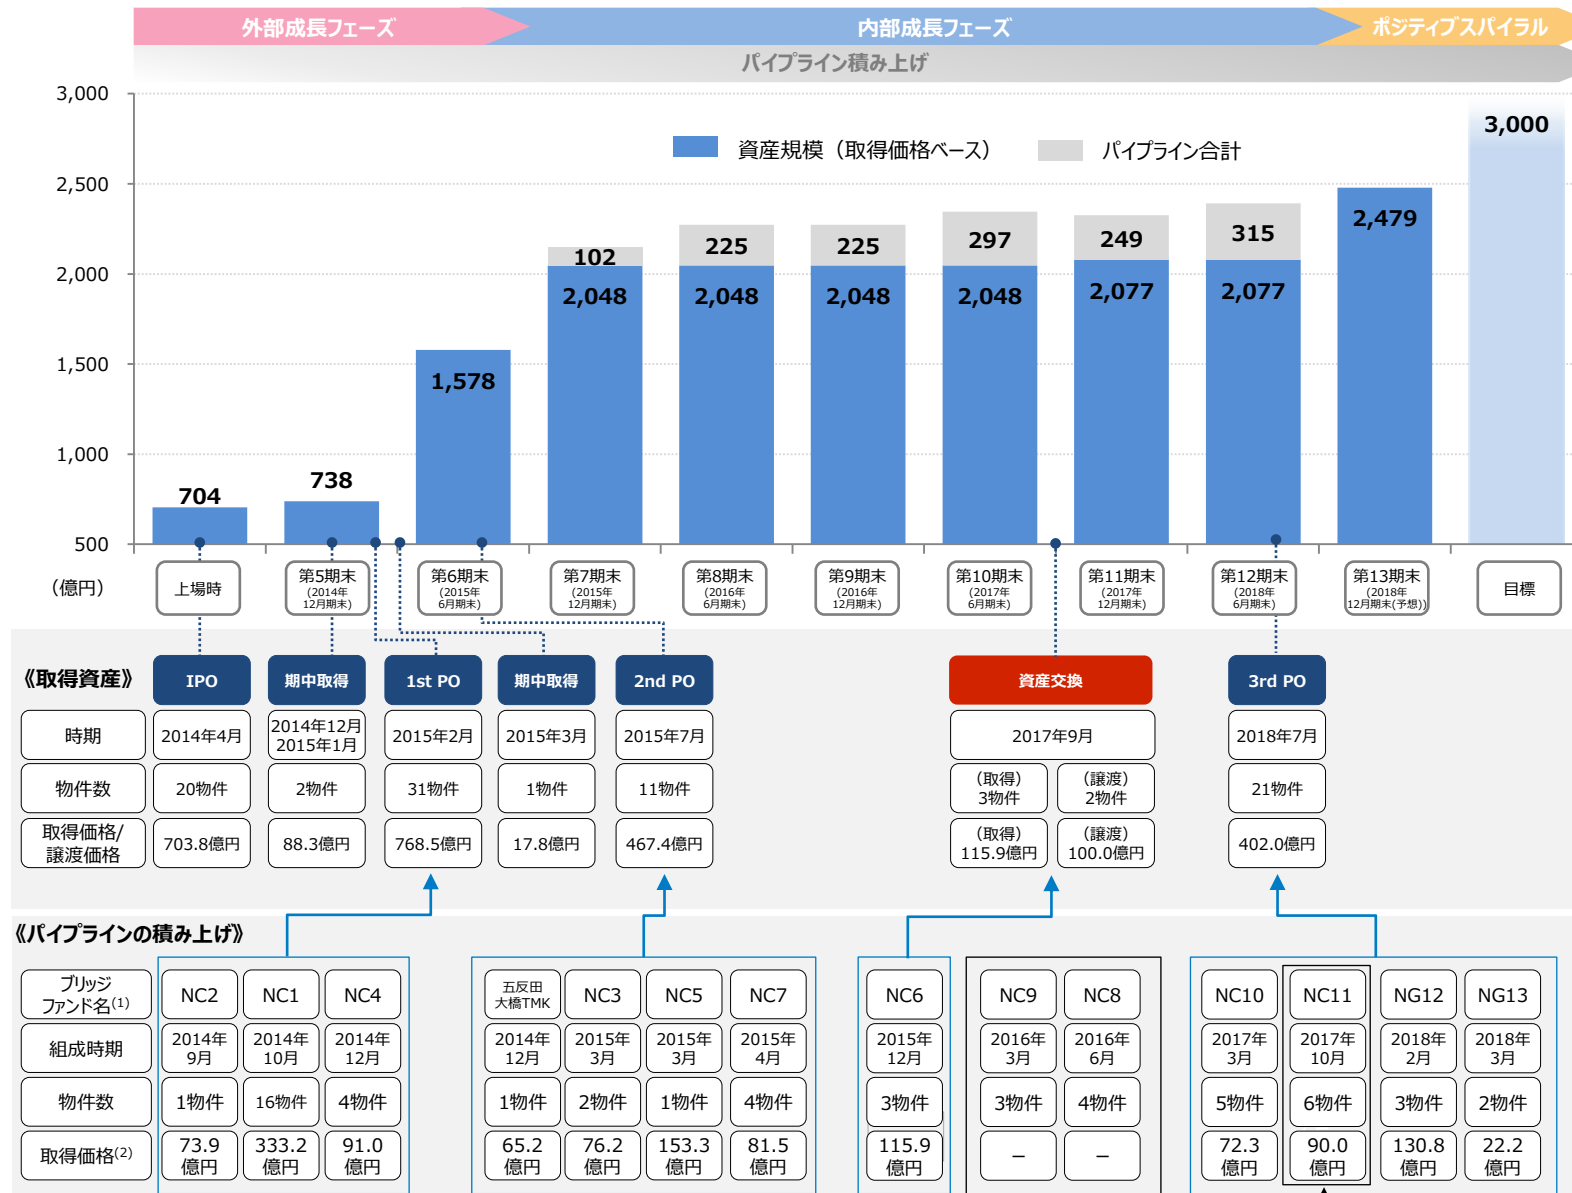 外部成長フェーズ
内部成長フェーズ
ポジティブスパイラル
パイプライン積み上げ
3,000
2,500
2,000
1,500
1,000
500
(億円)
資産規模（取得価格ベース）
パイプライン合計
704
738
1,578
102
2,048
225
2,048
225
2,048
297
2,048
249
2,077
315
2,077
2,479
3,000
上場時
第5期末
(2014年
12月期末)
第6期末
(2015年
6月期末)
第7期末
(2015年
12月期末)
第8期末
(2016年
6月期末)
第9期末
(2016年
12月期末)
第10期末
(2017年
6月期末)
第11期末
(2017年
12月期末)
第12期末
(2018年
6月期末)
第13期末
(2018年
12月期末(予想))
目標
《取得資産》
IPO
期中取得
1st PO
期中取得
2nd PO
資産交換
3rd PO
時期
2014年4月
2014年12月
2015年1月
2015年2月
2015年3月
2015年7月
2017年9月
2018年7月
物件数
20物件
2物件
31物件
1物件
11物件
(取得)
3物件
(譲渡)
2物件
21物件
取得価格/
譲渡価格
703.8億円
88.3億円
768.5億円
17.8億円
467.4億円
(取得)
115.9億円
(譲渡)
100.0億円
402.0億円
《パイプラインの積み上げ》
ブリッジ
ファンド名(1)
NC2
NC1
NC4
五反田
大橋TMK
NC3
NC5
NC7
NC6
NC9
NC8
NC10
NC11
NG12
NG13
組成時期
2014年
9月
2014年
10月
2014年
12月
2014年
12月
2015年
3月
2015年
3月
2015年
4月
2015年
12月
2016年
3月
2016年
6月
2017年
3月
2017年
10月
2018年
2月
2018年
3月
物件数
1物件
16物件
4物件
1物件
2物件
1物件
4物件
3物件
3物件
4物件
5物件
6物件
3物件
2物件
取得価格(2)
73.9
億円
333.2
億円
91.0
億円
65.2
億円
76.2
億円
153.3
億円
81.5
億円
115.9
億円
–
–
72.3
億円
90.0
億円
130.8
億円
22.2
億円